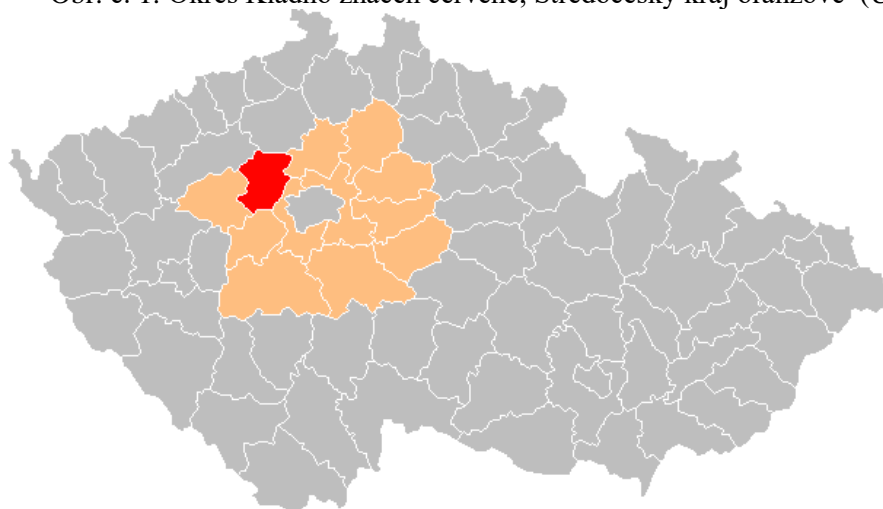 Obr. č. 1: Okres Kladno značen červeně, Středočeský kraj oranžově (